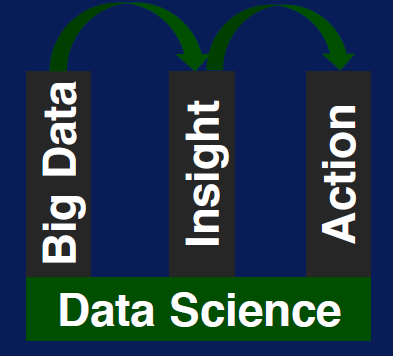 Big Data
Insight
Action
Data Science